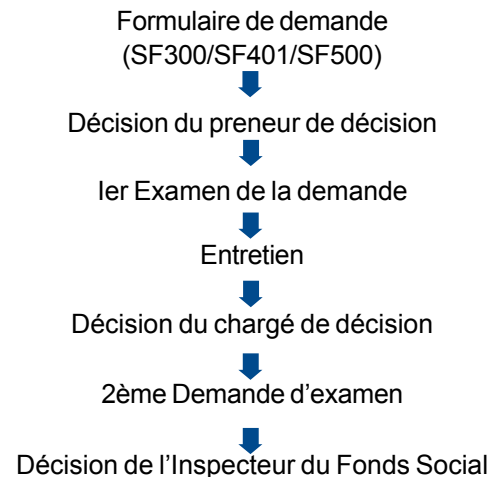 Formulaire de demande
(SF300/SF401/SF500)
Décision du preneur de décision
Ier Examen de la demande
Entretien
Décision du chargé de décision
2ème Demande d'examen
Décision de l'Inspecteur du Fonds Social